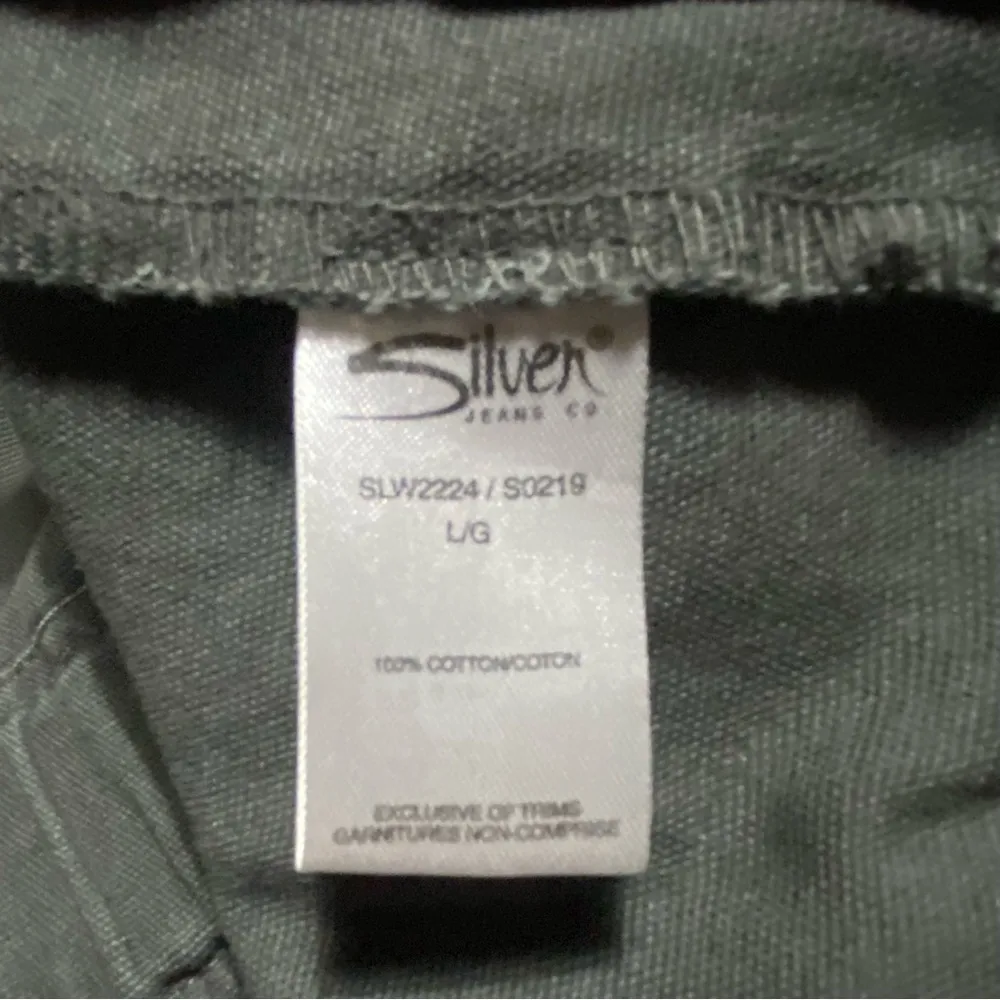 Silver®
JEANS CO
SLW2224 / S0219
L/G
100% COTTON/COTON
EXCLUSIVE OF TRIMS
GARNITURES NON-COMPRISE